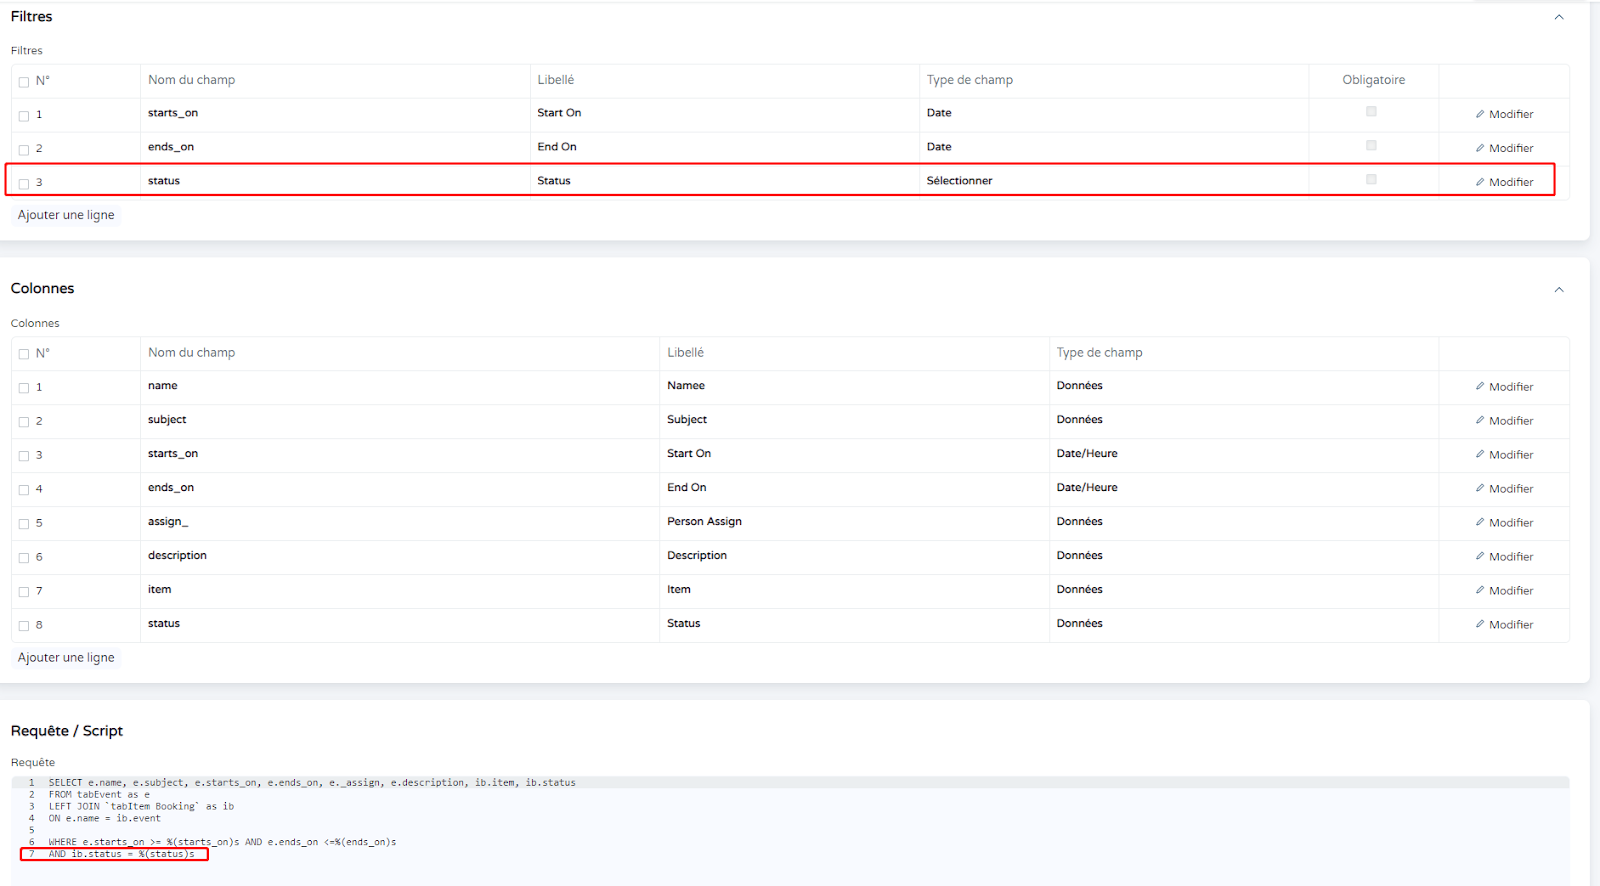 Filtres
Filtres
N° Nom du champ Libellé Type de champ Obligatoire
1 starts_on Start On Date Modifier
2 ends_on End On Date Modifier
3 status Status Sélectionner Modifier
Ajouter une ligne
Colonnes
Colonnes
N° Nom du champ Libellé Type de champ
1 name Namee Données Modifier
2 subject Subject Données Modifier
3 starts_on Start On Date/Heure Modifier
4 ends_on End On Date/Heure Modifier
5 assign_ Person Assign Données Modifier
6 description Description Données Modifier
7 item Item Données Modifier
8 status Status Données Modifier
Ajouter une ligne
Requête / Script
Requête
1 SELECT e.name, e.subject, e.starts_on, e.ends_on, e._assign, e.description, ib.item, ib.status
2 FROM tabEvent as e
3 LEFT JOIN `tabItem Booking` as ib
4 ON e.name = ib.event
5
6 WHERE e.starts_on >= %(starts_on)s AND e.ends_on <=%(ends_on)s
7 AND ib.status = %(status)s